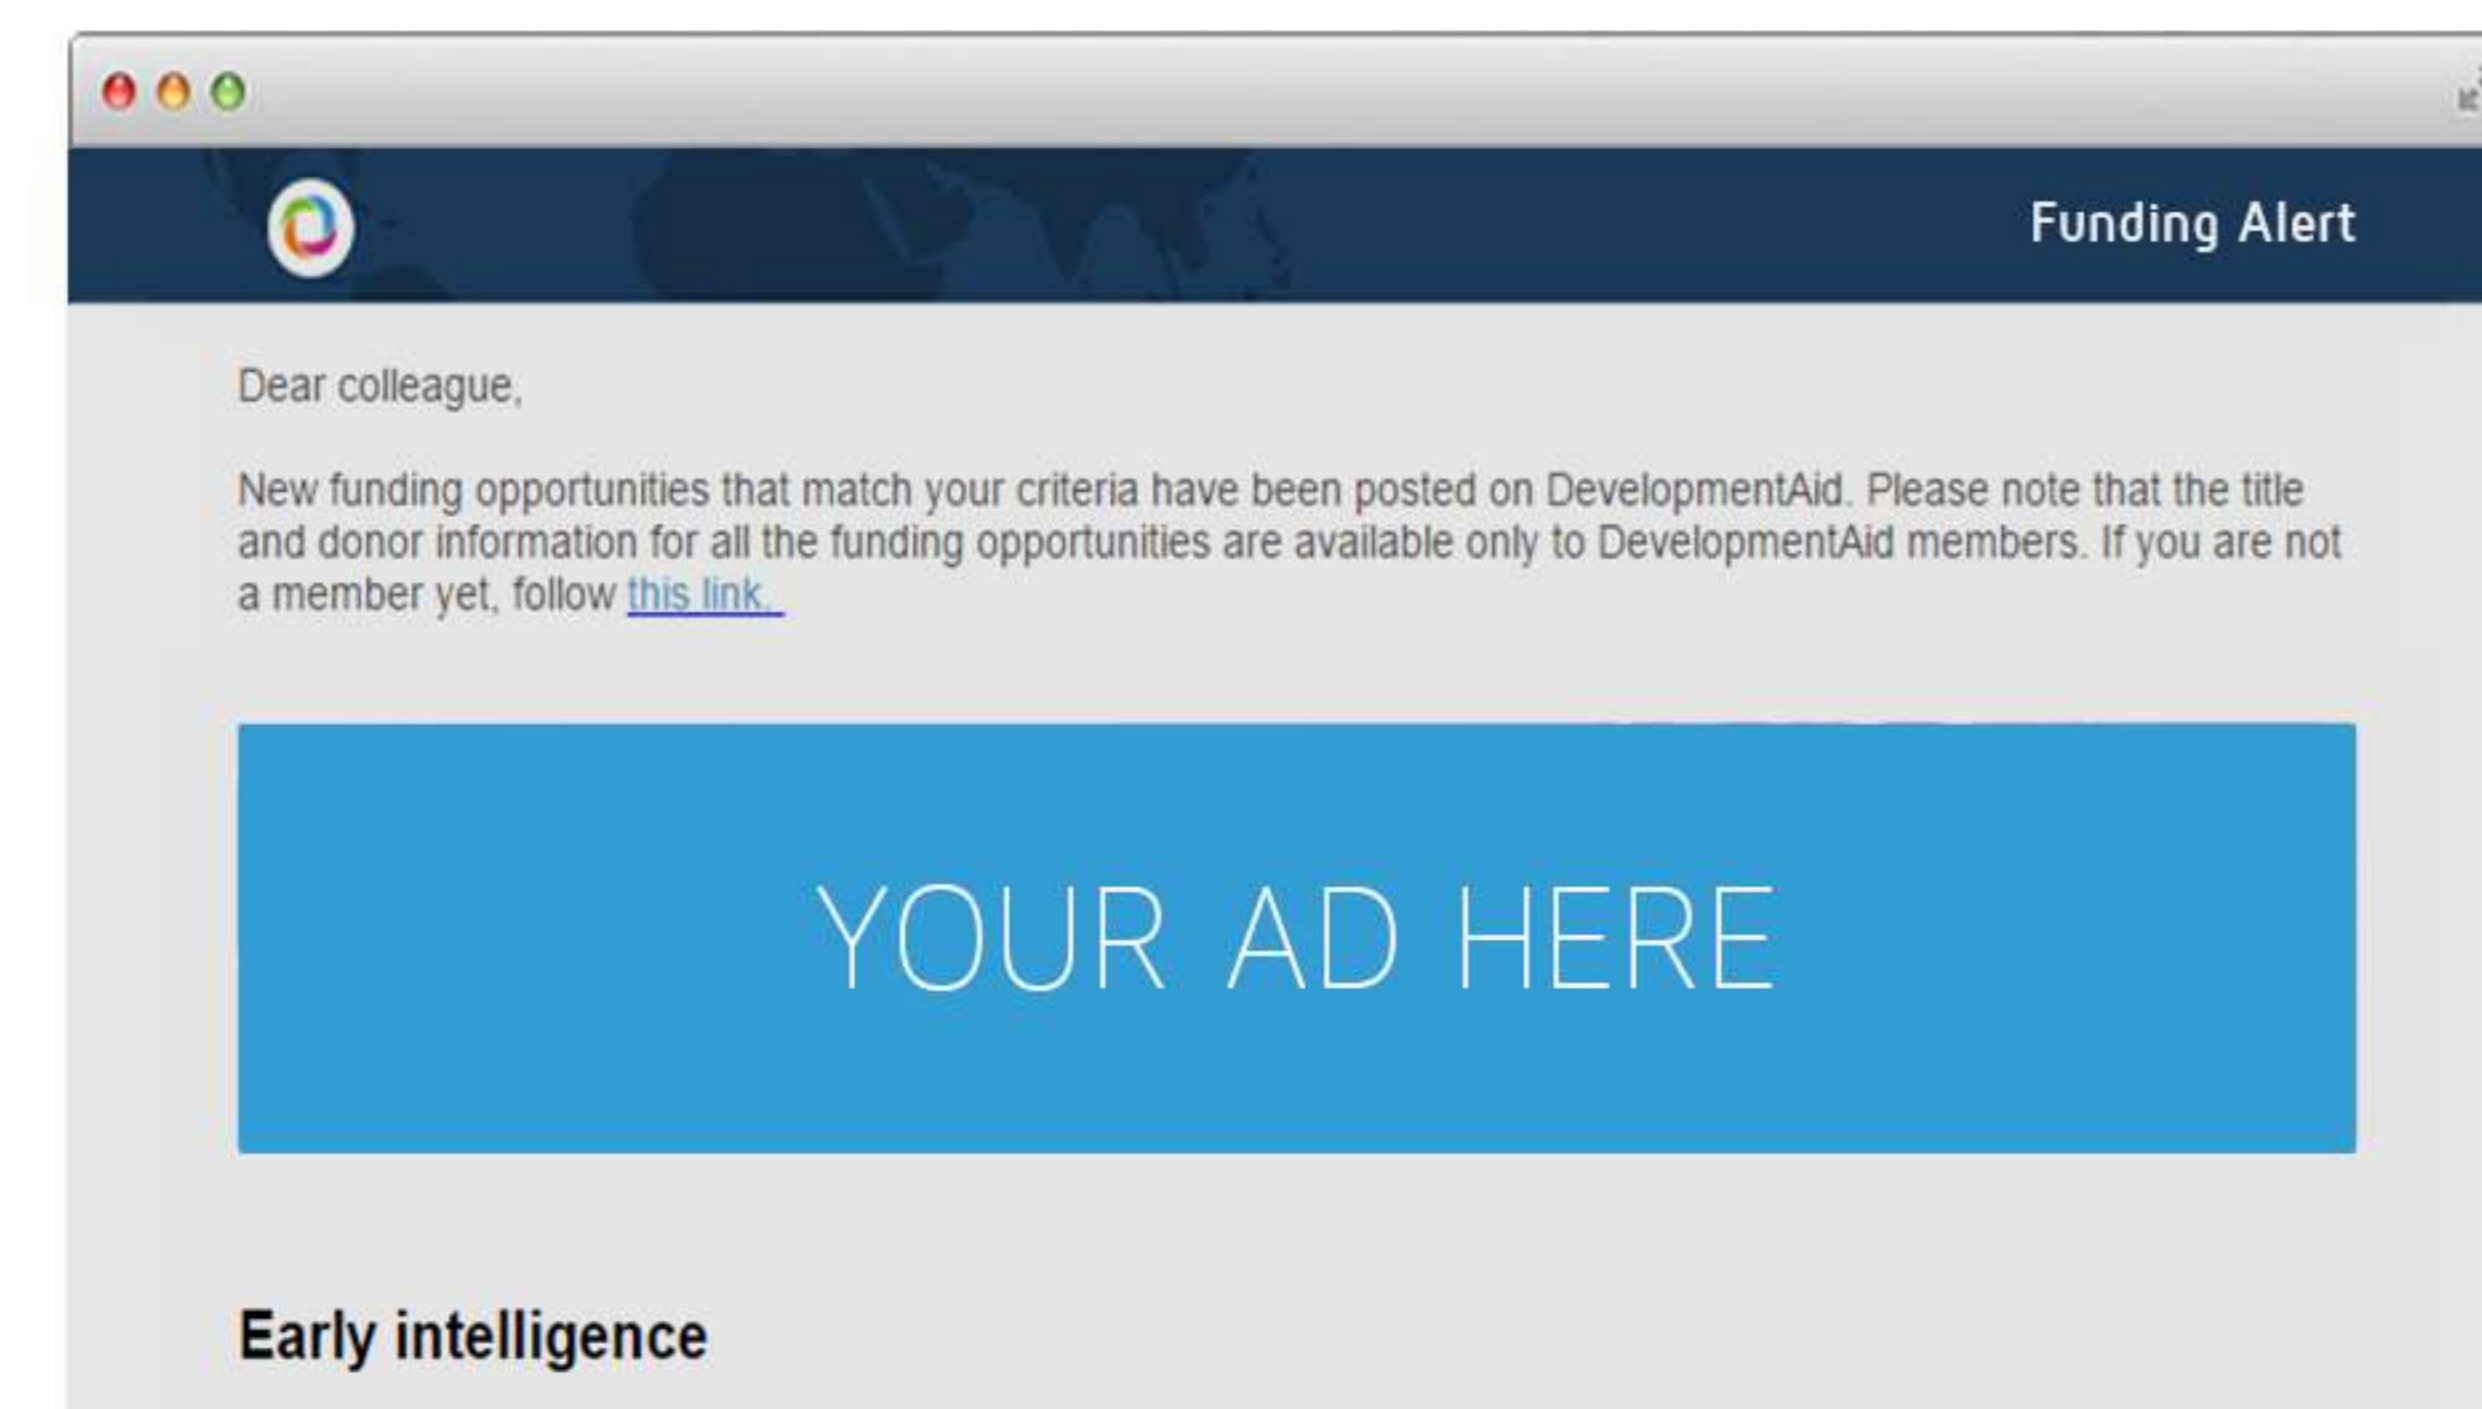 Funding Alert
Dear colleague,
New funding opportunities that match your criteria have been posted on DevelopmentAid. Please note that the title
and donor information for all the funding opportunities are available only to DevelopmentAid members. If you are not
a member yet, follow this link.
YOUR AD HERE
Early intelligence